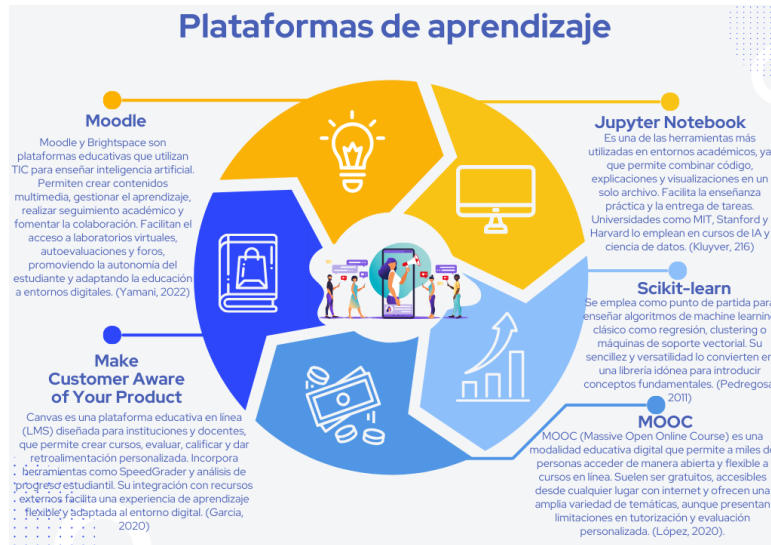 Plataformas de aprendizaje
Moodle
Moodle y Brightspace son
plataformas educativas que utilizan
TIC para enseñar inteligencia artificial.
Permiten crear contenidos
multimedia, gestionar el aprendizaje,
realizar seguimiento académico y
fomentar la colaboración. Facilitan el
acceso a laboratorios virtuales,
autoevaluaciones y foros,
promoviendo la autonomía del
estudiante y adaptando la educación
a entornos digitales. (Yamani, 2022)
Make
Customer Aware
of Your Product
Canvas es una plataforma educativa en línea
(LMS) diseñada para instituciones y docentes,
que permite crear cursos, evaluar, calificar y dar
retroalimentación personalizada. Incorpora
herramientas como SpeedGrader y análisis de
progreso estudiantil. Su integración con recursos
externos facilita una experiencia de aprendizaje
flexible y adaptada al entorno digital. (Garcia,
2020)
Jupyter Notebook
Es una de las herramientas más
utilizadas en entornos académicos, ya
que permite combinar código,
explicaciones y visualizaciones en un
solo archivo. Facilita la enseñanza
práctica y la entrega de tareas.
Universidades como MIT, Stanford y
Harvard lo emplean en cursos de IA y
ciencia de datos. (Kluyver, 216)
Scikit-learn
Se emplea como punto de partida para
enseñar algoritmos de machine learning
clásico como regresión, clustering o
máquinas de soporte vectorial. Su
sencillez y versatilidad lo convierten en
una librería idónea para introducir
conceptos fundamentales. (Pedregosa,
2011)
MOOC
MOOC (Massive Open Online Course) es una
modalidad educativa digital que permite a miles de
personas acceder de manera abierta y flexible a
cursos en línea. Suelen ser gratuitos, accesibles
desde cualquier lugar con internet y ofrecen una
amplia variedad de temáticas, aunque presentan
limitaciones en tutorización y evaluación
personalizada. (López, 2020).